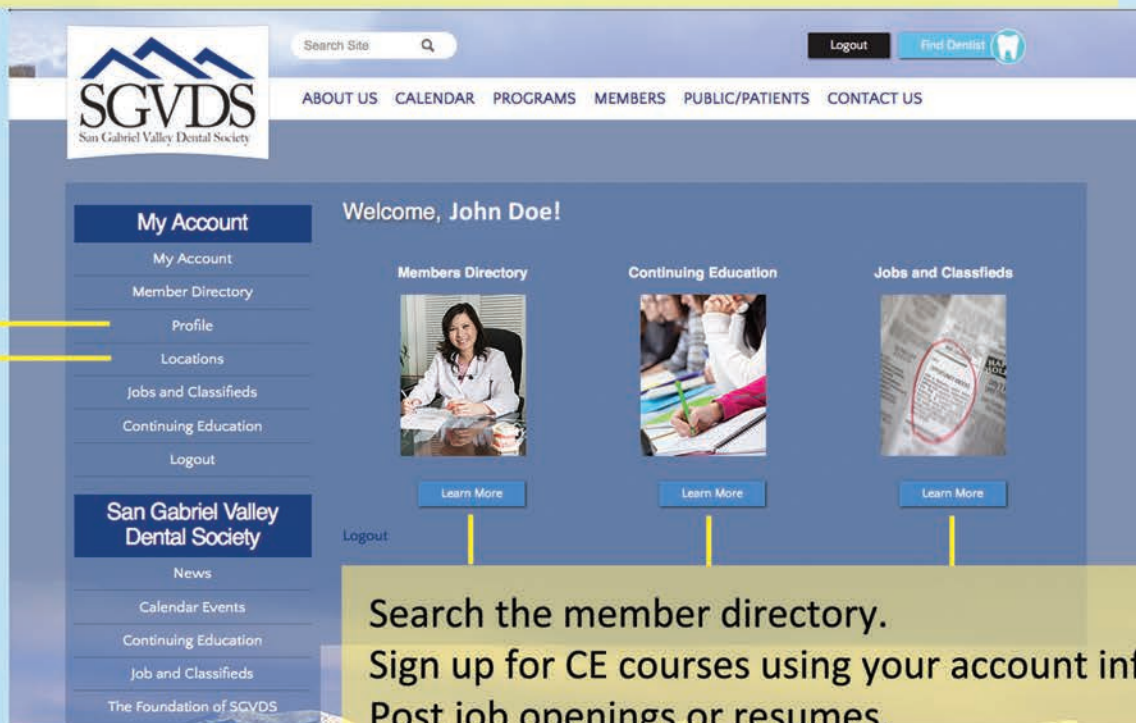 Search Site
Logout
Find Dentist
SGVDS
San Gabriel Valley Dental Society
ABOUT US CALENDAR PROGRAMS MEMBERS PUBLIC/PATIENTS CONTACT US
My Account
My Account
Member Directory
Profile
Locations
Jobs and Classifieds
Continuing Education
Logout
San Gabriel Valley
Dental Society
News
Calendar Events
Continuing Education
Job and Classifieds
The Foundation of SGVDS
Welcome, John Doe!
Members Directory
Continuing Education
Jobs and Classfieds
Learn More
Learn More
Learn More
Logout
Search the member directory.
Sign up for CE courses using your account inf
Post job openings or resumes